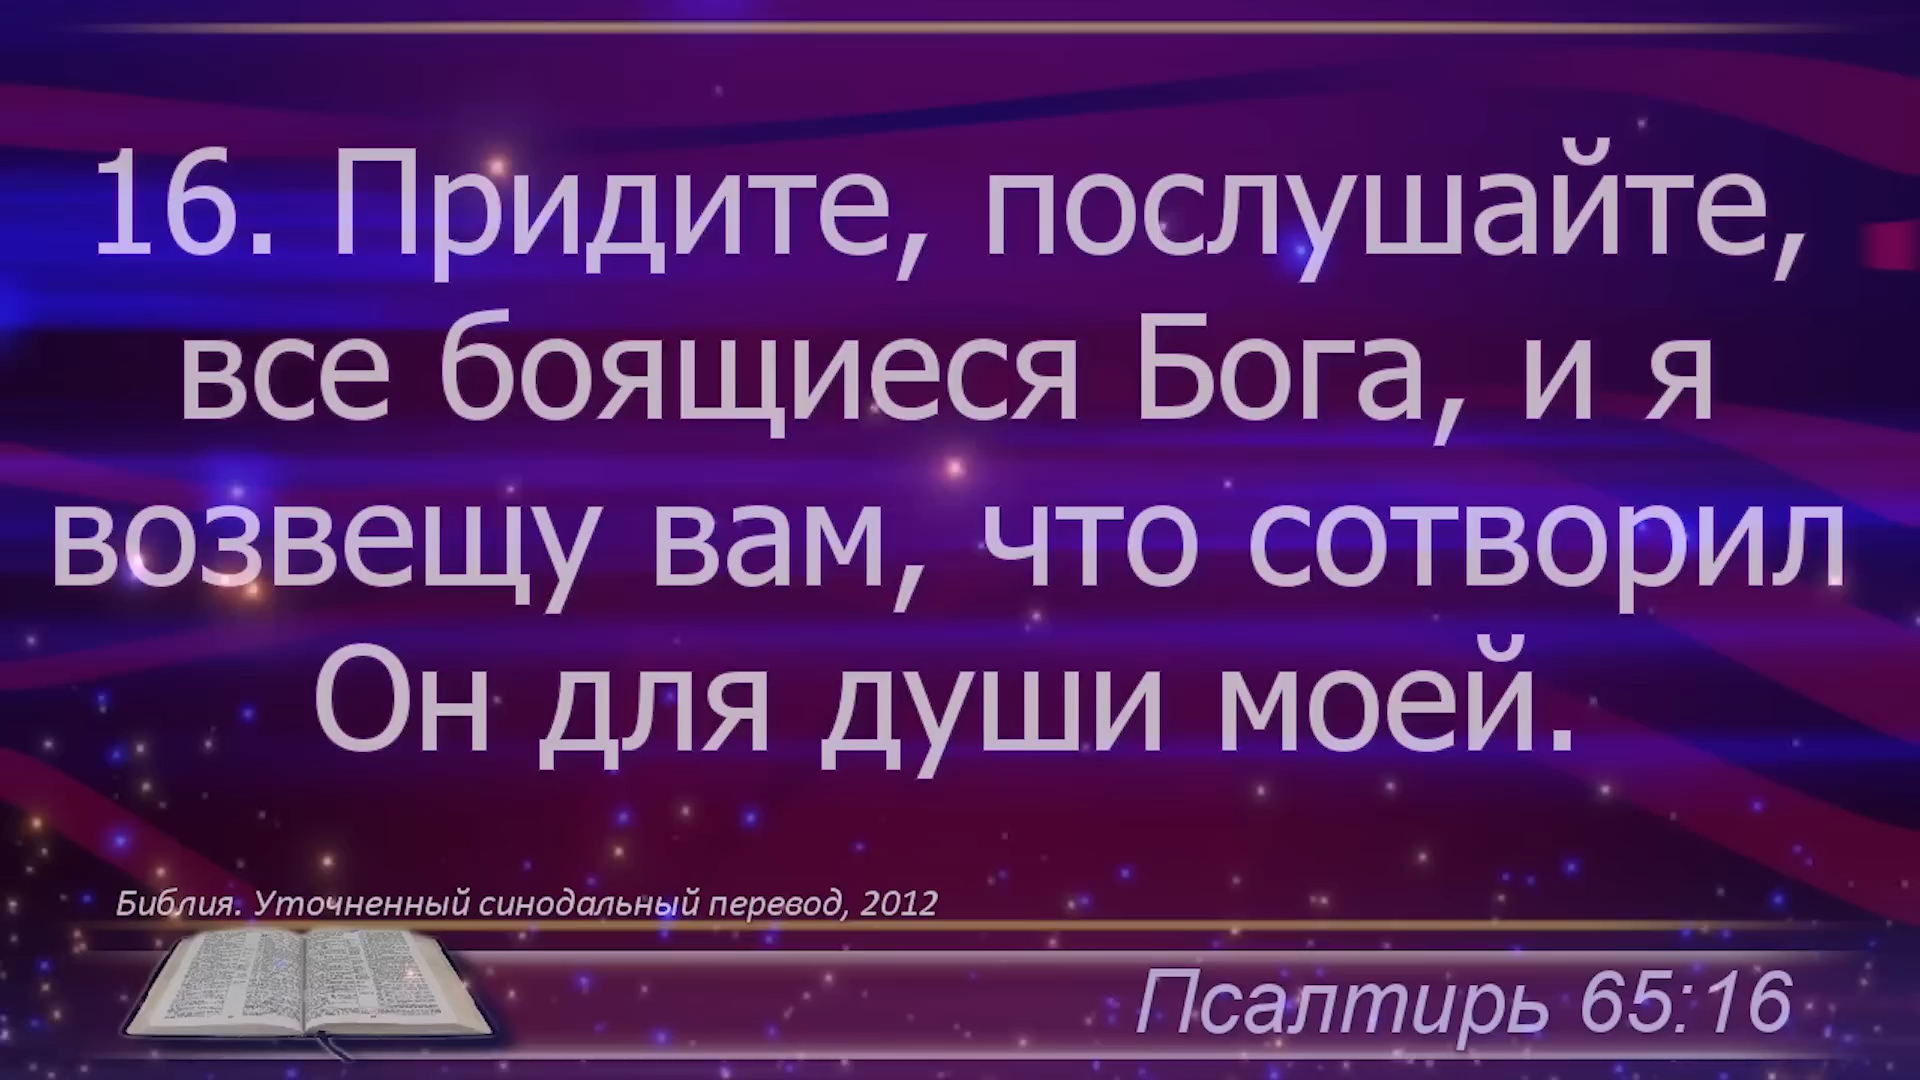 16. Придите, послушайте,
все боящиеся Бога, и я
возвещу вам, что сотворил
Он для души моей.
Библия. Уточненный синодальный перевод, 2012
Псалтирь 65:16